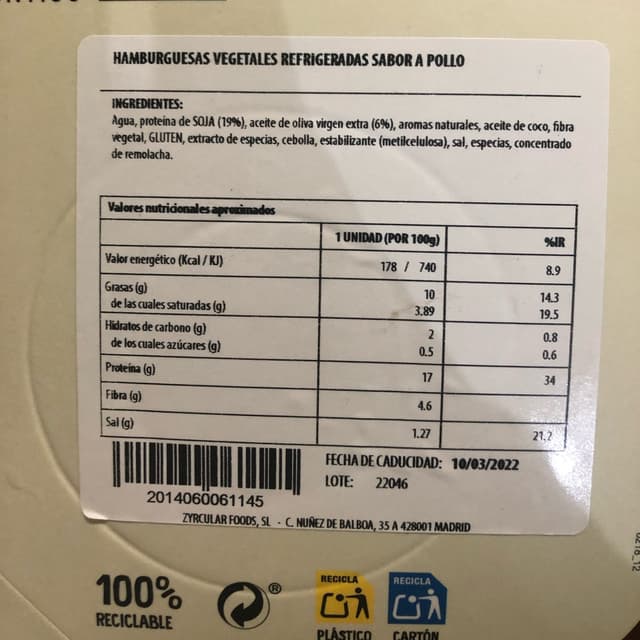 HAMBURGUESAS VEGETALES REFRIGERADAS SABOR A POLLO
INGREDIENTES:
Agua, proteína de SOJA (19%), aceite de oliva virgen extra (6%), aromas naturales, aceite de coco, fibra
vegetal, GLUTEN, extracto de especias, cebolla, estabilizante (metilcelulosa), sal, especias, concentrado
de remolacha.
Valores nutricionales aproximados
1 UNIDAD (POR 100g) %IR
Valor energético (Kcal / KJ) 178 / 740 8.9
Grasas (g) 10 14.3
de las cuales saturadas (g) 3.89 19.5
Hidratos de carbono (g) 2 0.8
de los cuales azúcares (g) 0.5 0.6
Proteína (g) 17 34
Fibra (g) 4.6
Sal (g) 1.27 21.2
FECHA DE CADUCIDAD: 10/03/2022
LOTE: 22046
2014060061145
ZYRCULAR FOODS, SL - C. NUÑEZ DE BALBOA, 35 A 428001 MADRID
100%
RECICLABLE
®
RECICLA
PLÁSTICO
RECICLA
CARTÓN